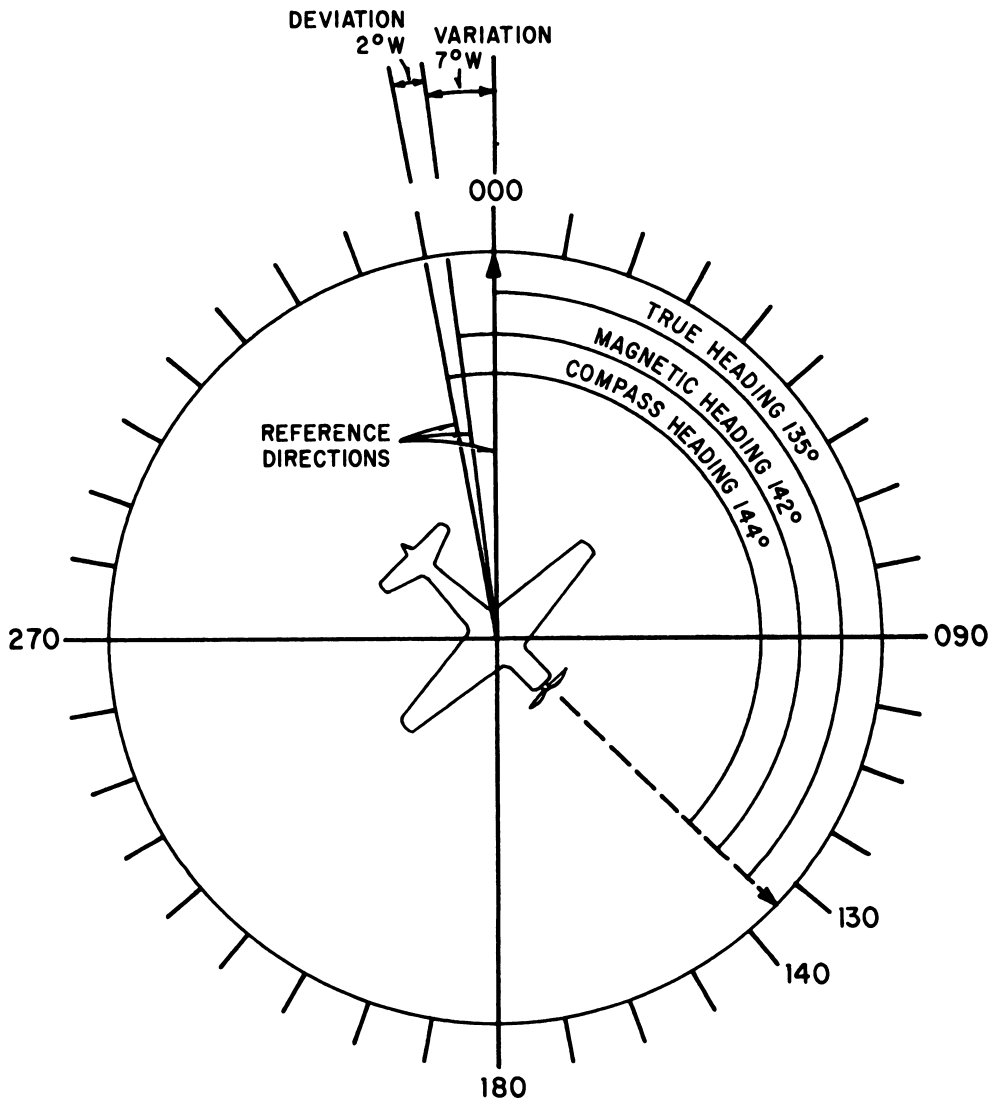 DEVIATION
2°W
VARIATION
7°W
000
TRUE HEADING 135°
MAGNETIC HEADING 142°
COMPASS HEADING 144°
REFERENCE
DIRECTIONS
270
090
130
140
180